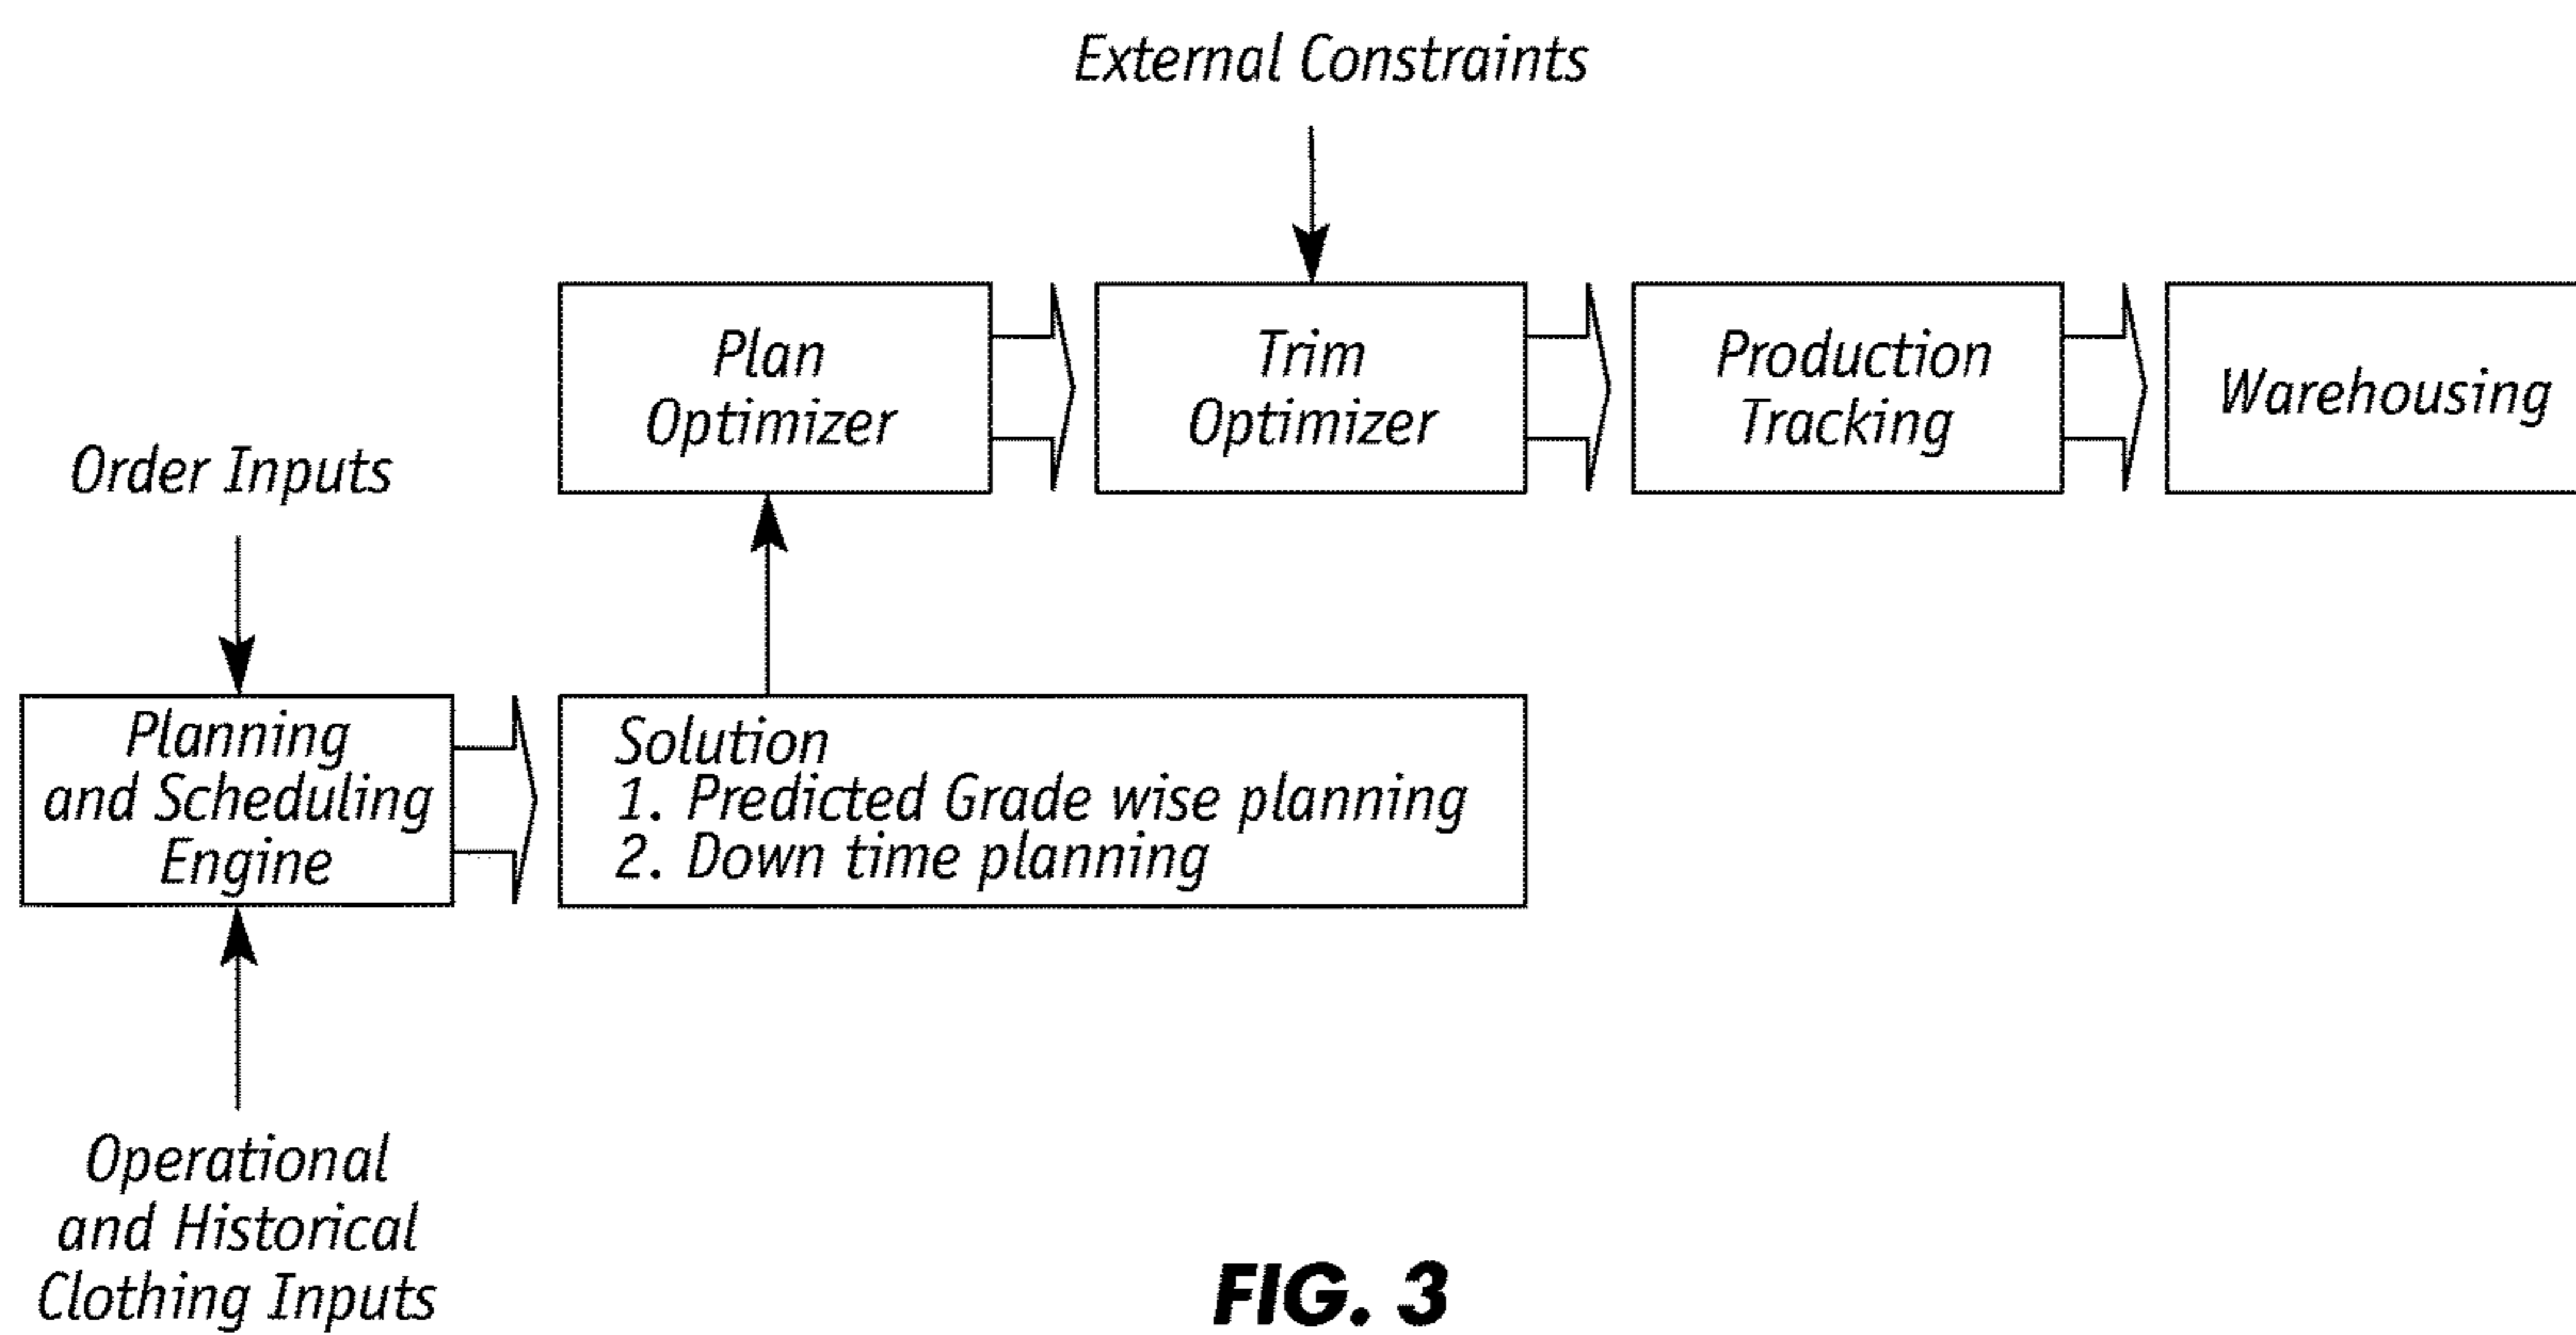 External Constraints
Plan
Optimizer
Trim
Optimizer
Production
Tracking
Warehousing
Order Inputs
Planning
and Scheduling
Engine
Solution
1. Predicted Grade wise planning
2. Down time planning
Operational
and Historical
Clothing Inputs
FIG. 3